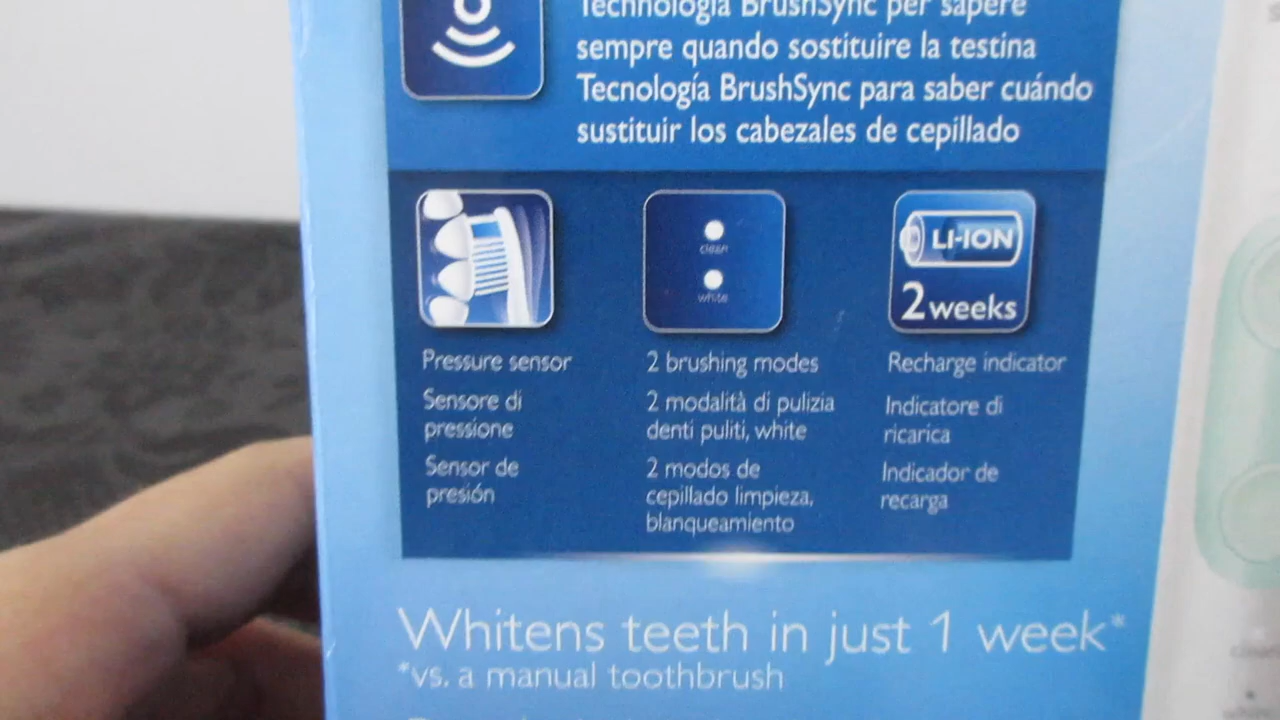 Technologia BrushSync per sapere
sempre quando sostituire la testina
Tecnología BrushSync para saber cuándo
sustituir los cabezales de cepillado
clean
white
LI-ION
2 weeks
Pressure sensor
Sensore di
pressione
Sensor de
presión
2 brushing modes
2 modalità di pulizia
denti puliti, white
2 modos de
cepillado limpieza,
blanqueamiento
Recharge indicator
Indicatore di
ricarica
Indicador de
recarga
Whitens teeth in just 1 week*
*vs. a manual toothbrush